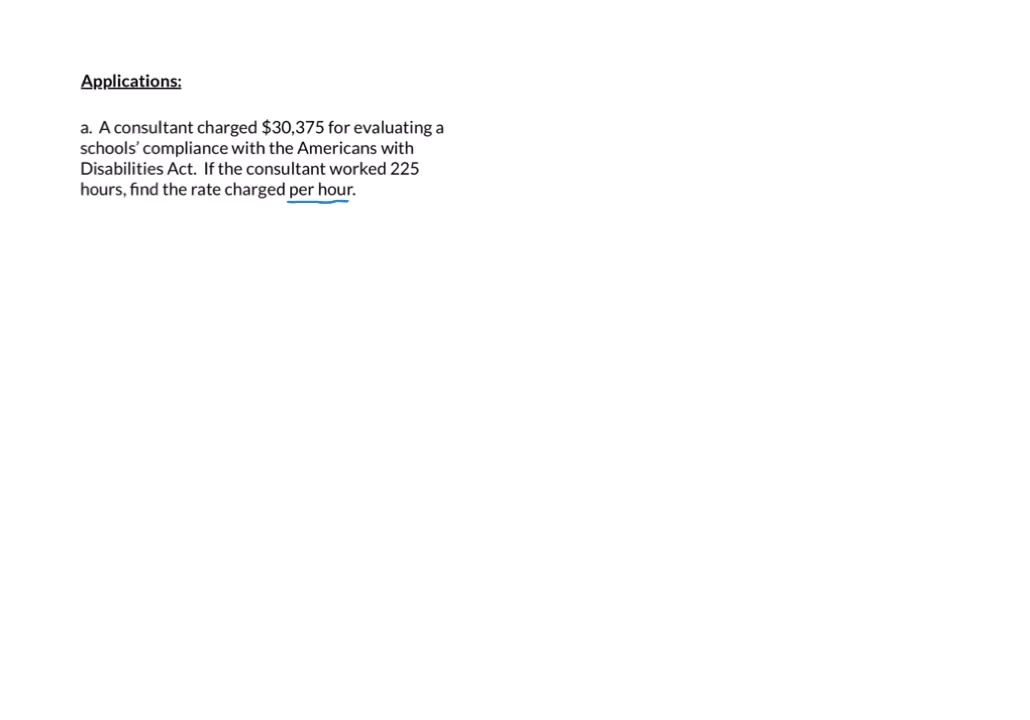 Applications:
a. A consultant charged $30,375 for evaluating a
schools’ compliance with the Americans with
Disabilities Act. If the consultant worked 225
hours, find the rate charged per hour.